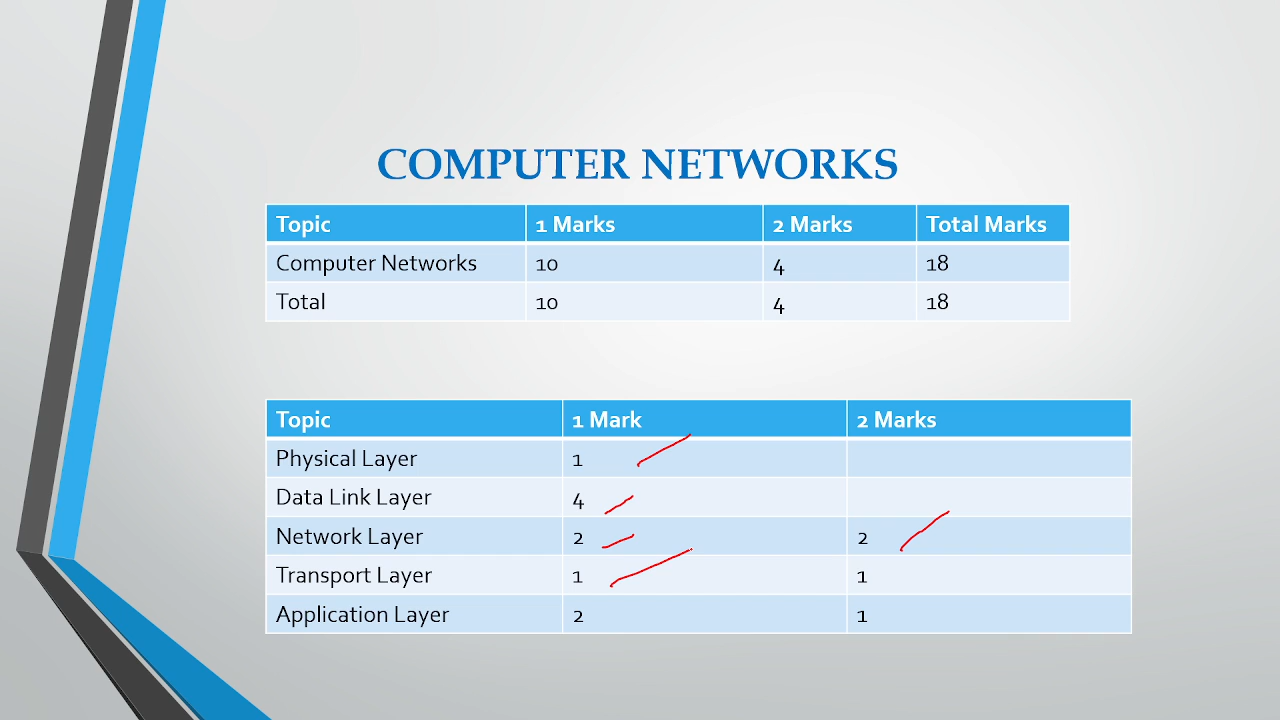 COMPUTER NETWORKS
Topic 1 Marks 2 Marks Total Marks
Computer Networks 10 4 18
Total 10 4 18
Topic 1 Mark 2 Marks
Physical Layer 1
Data Link Layer 4
Network Layer 2 2
Transport Layer 1 1
Application Layer 2 1